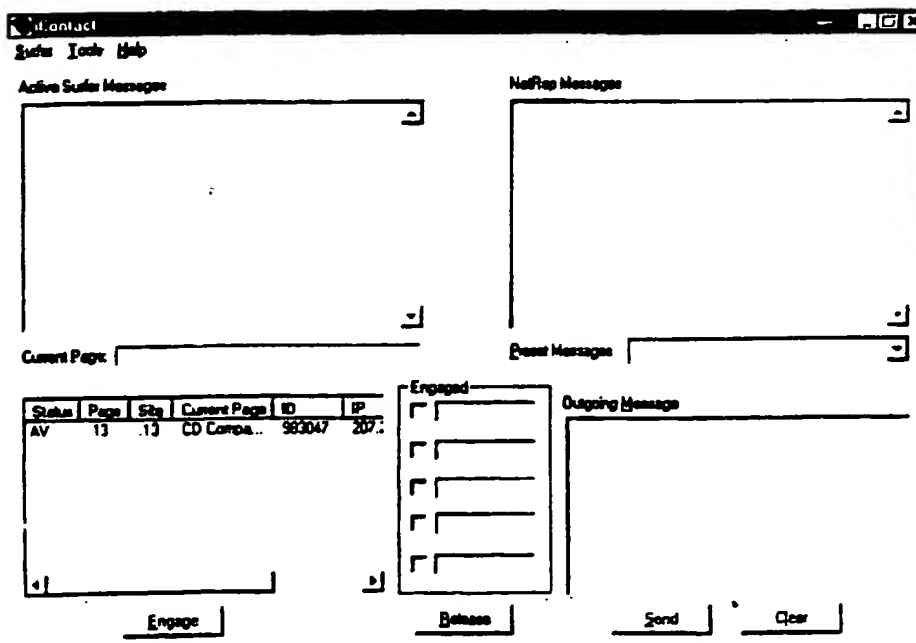 iContact
Surfer Tools Help
Active Surfer Messages
NetRep Messages
Current Page:
Preset Messages
Status Page Site Current Page ID IP
AV 13 .13 CD Compa... 983047 207.
Engaged
Outgoing Message
Engage
Release
Send
Clear